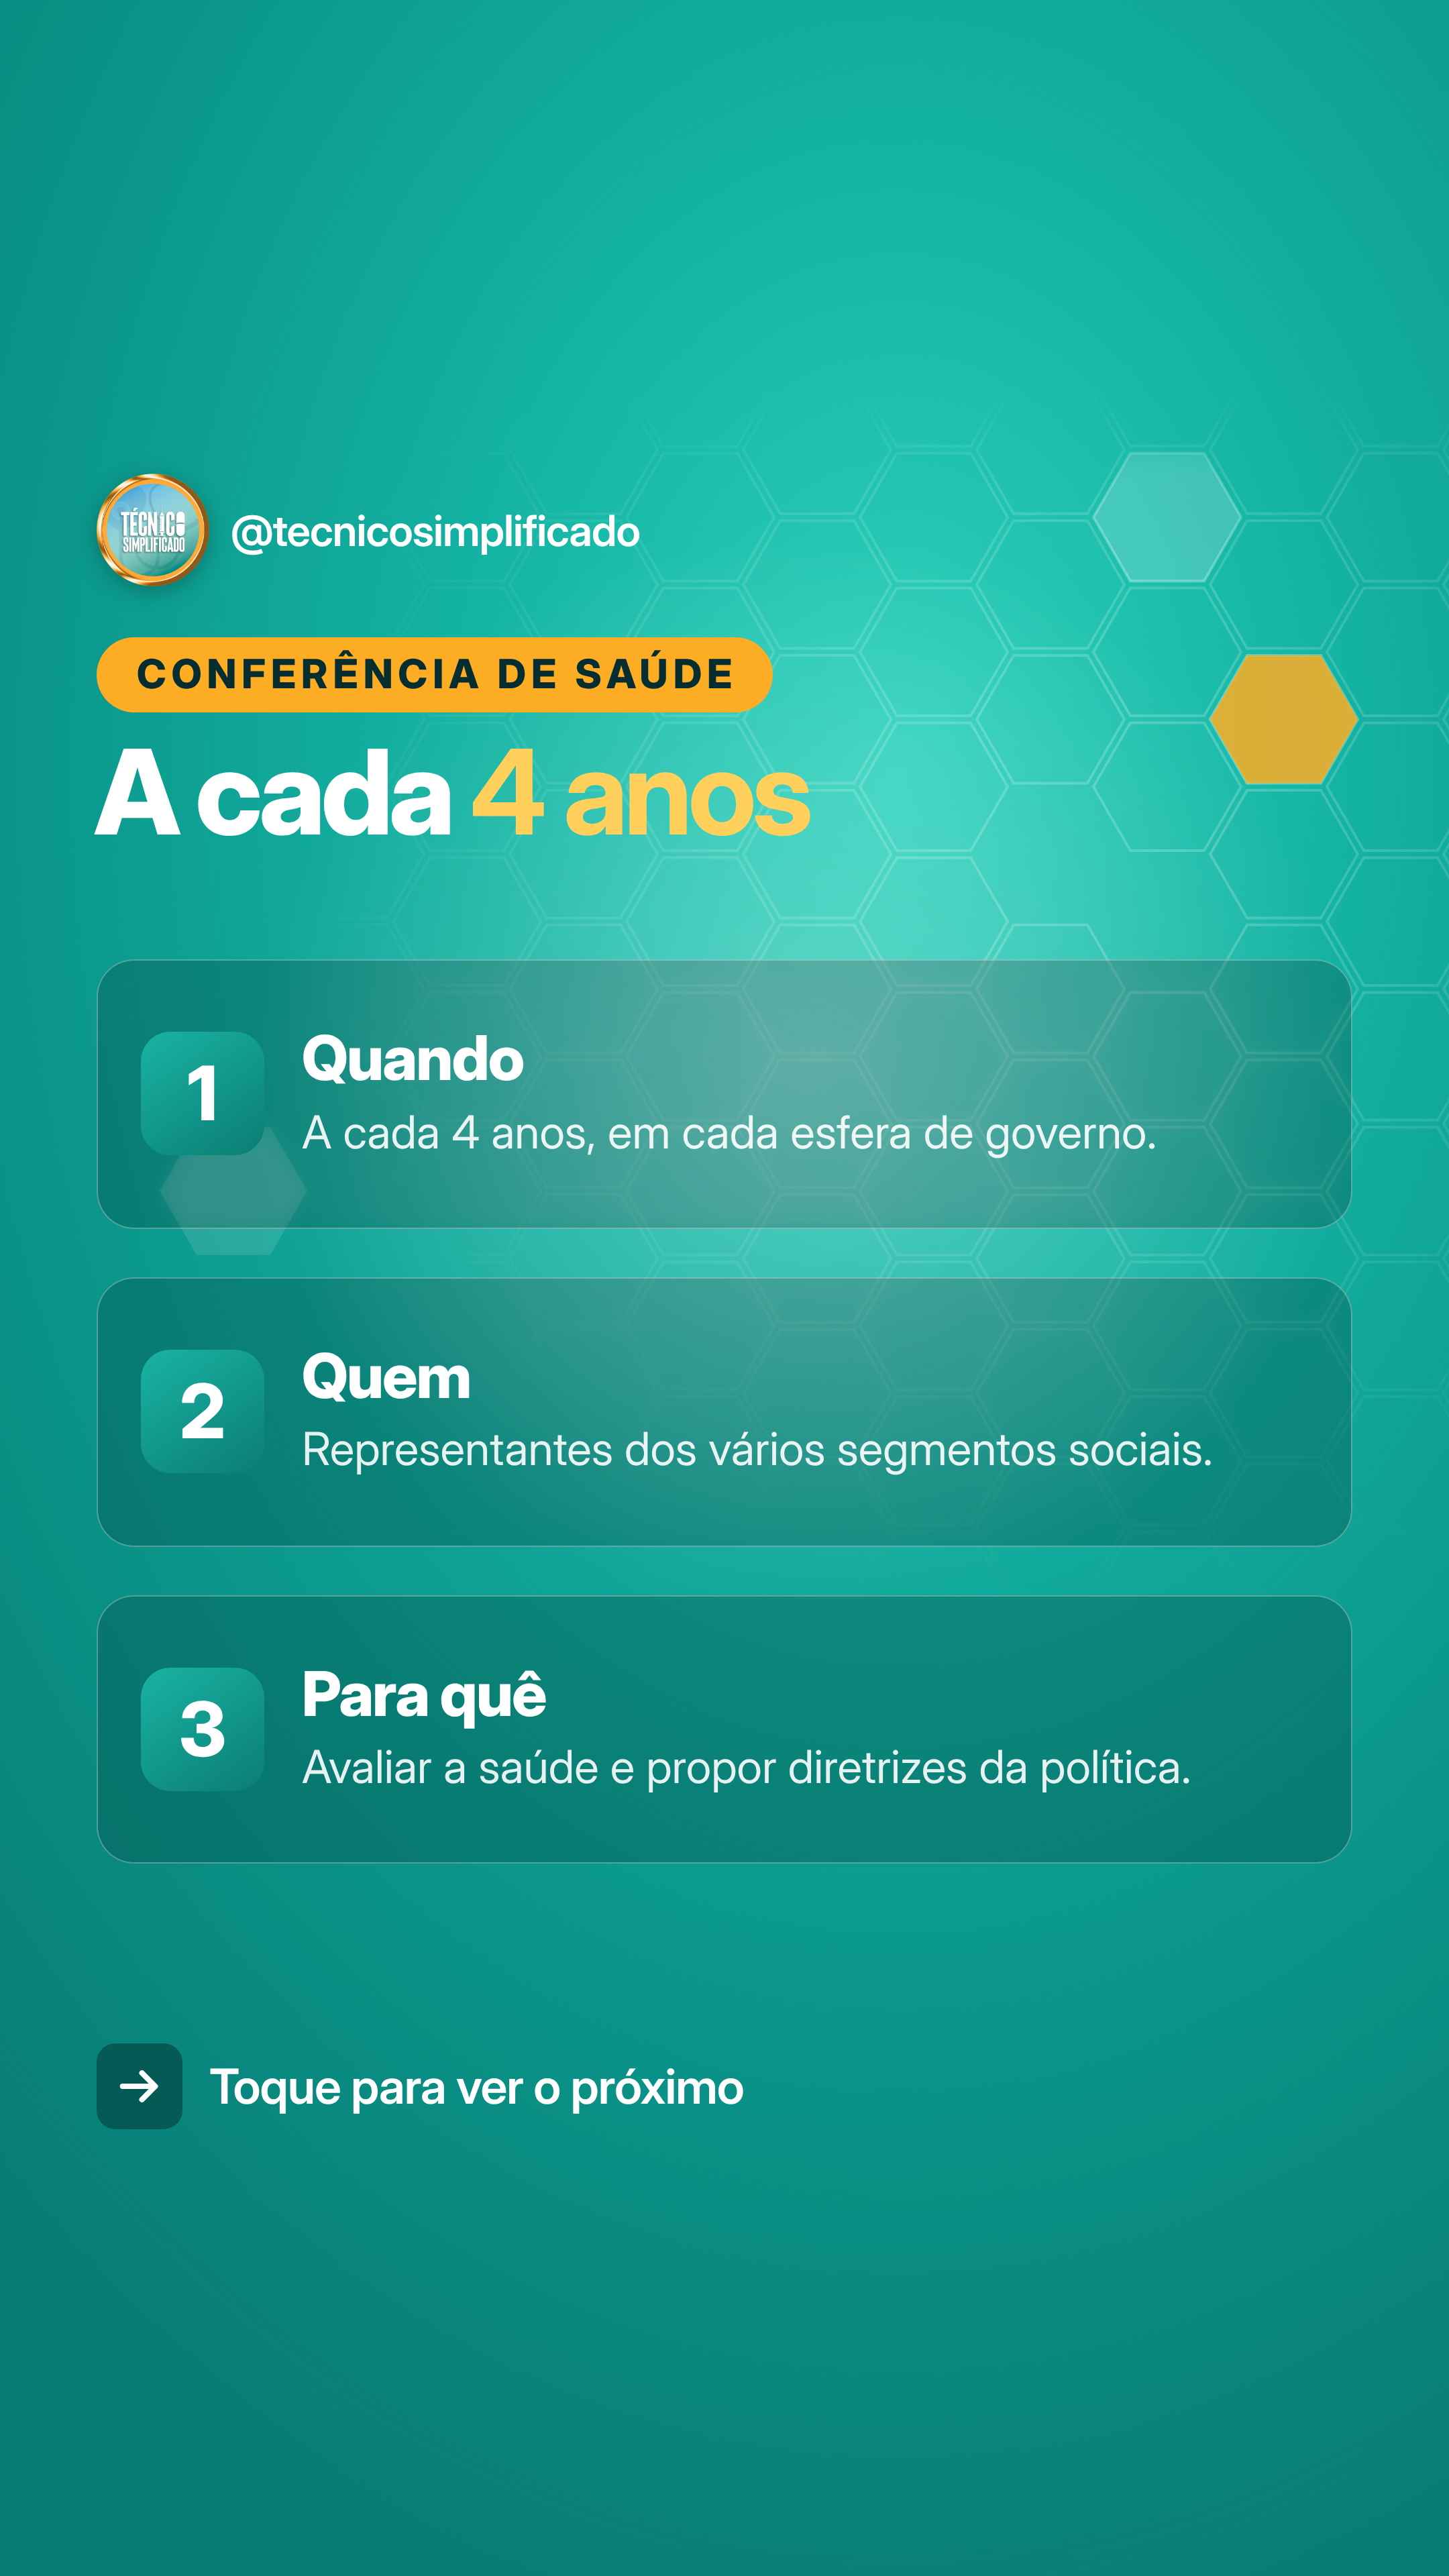 TÉCNICO
SIMPLIFICADO
@tecnicosimplificado
CONFERÊNCIA DE SAÚDE
A cada 4 anos
1
Quando
A cada 4 anos, em cada esfera de governo.
2
Quem
Representantes dos vários segmentos sociais.
3
Para quê
Avaliar a saúde e propor diretrizes da política.
Toque para ver o próximo